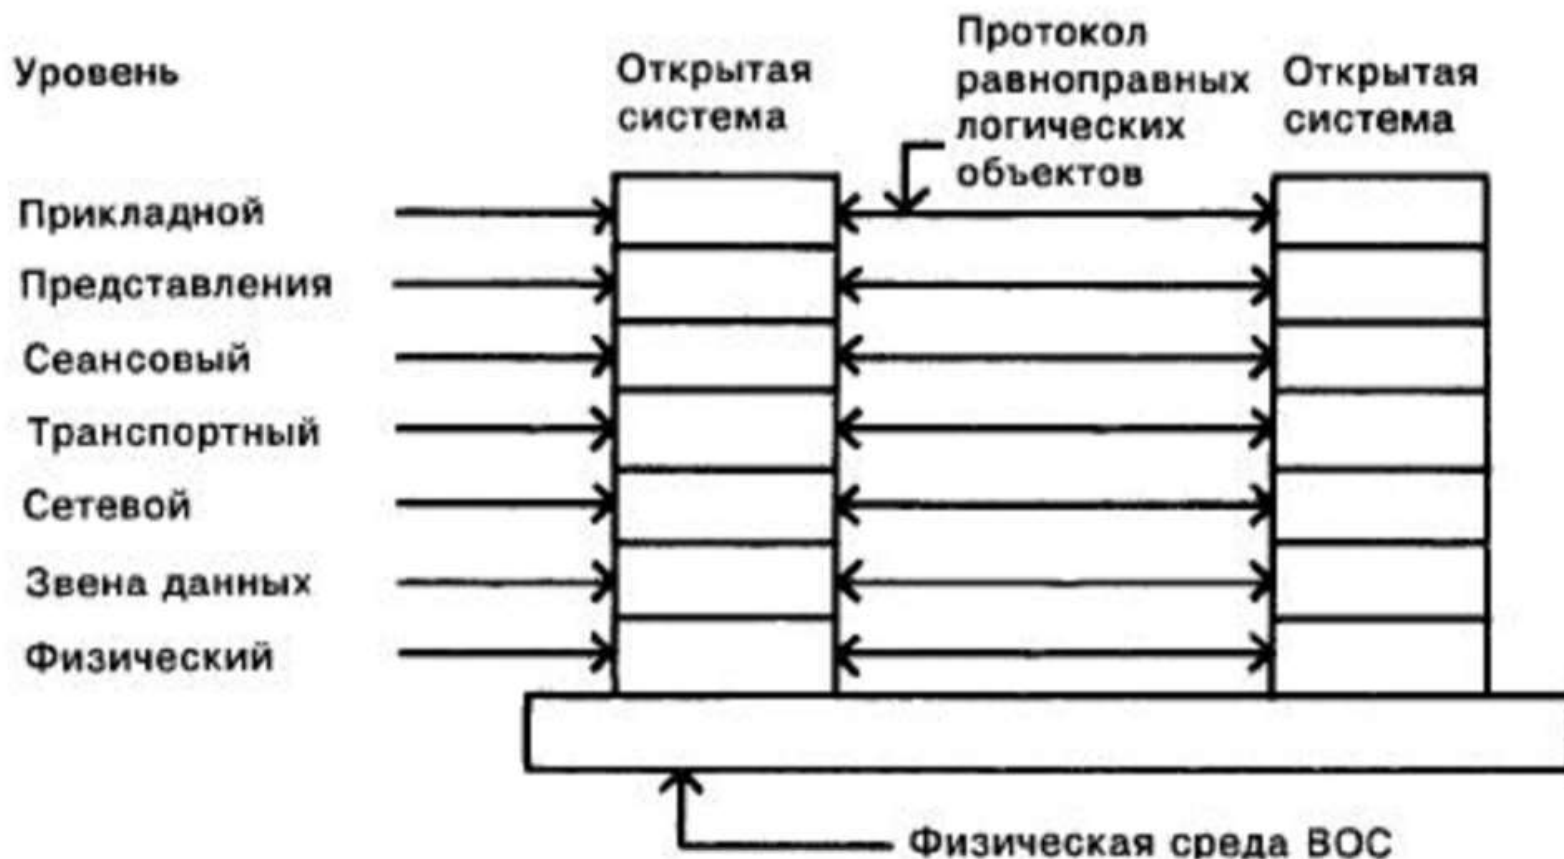 Уровень
Открытая
система
Протокол
равноправных
логических
объектов
Открытая
система
Прикладной
Представления
Сеансовый
Транспортный
Сетевой
Звена данных
Физический
Физическая среда ВОС